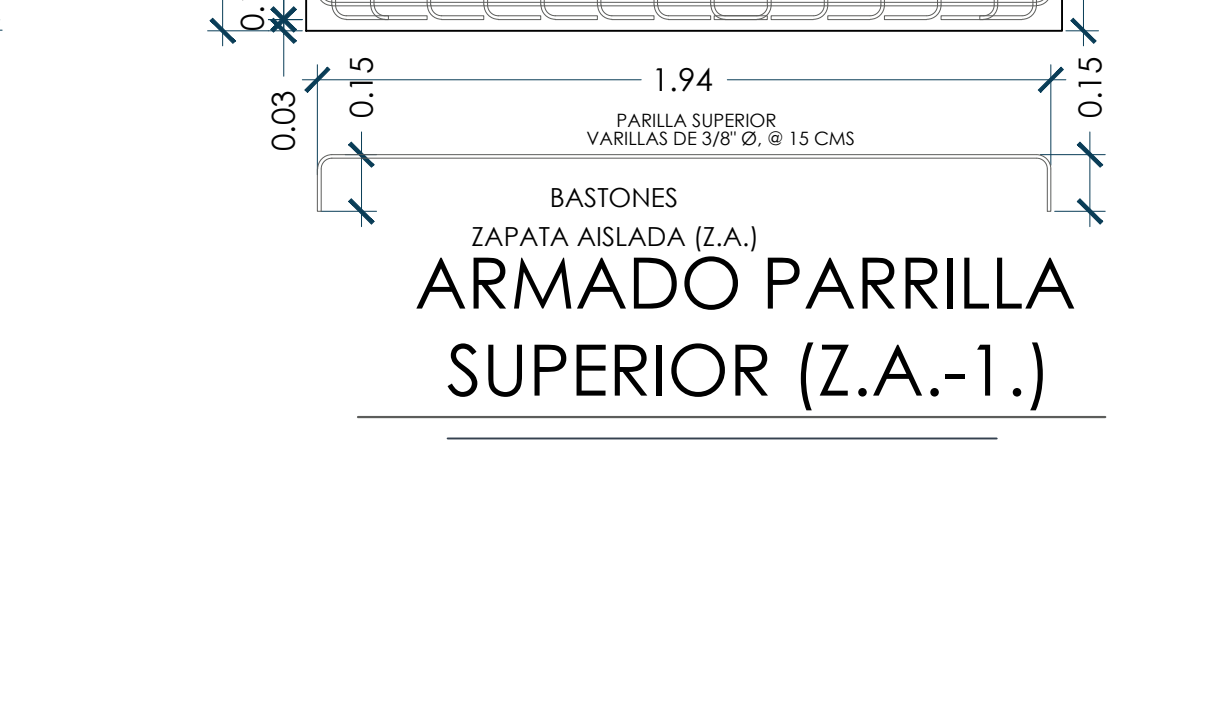 0.15
1.94
0.15
0.03
PARILLA SUPERIOR
VARILLAS DE 3/8" Ø, @ 15 CMS
BASTONES
ZAPATA AISLADA (Z.A.)
ARMADO PARRILLA
SUPERIOR (Z.A.-1.)